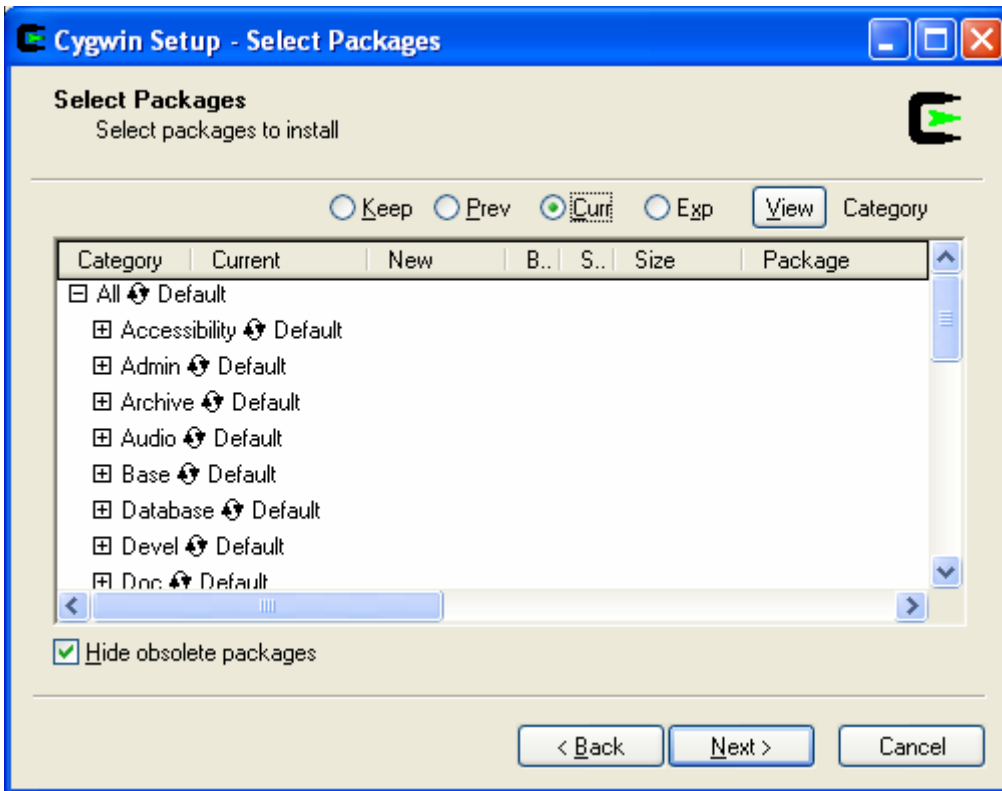 Cygwin Setup - Select Packages
Select Packages
Select packages to install
Keep Prev Curr Exp View Category
Category Current New B.. S.. Size Package
All Default
Accessibility Default
Admin Default
Archive Default
Audio Default
Base Default
Database Default
Devel Default
Doc Default
Hide obsolete packages
< Back Next > Cancel